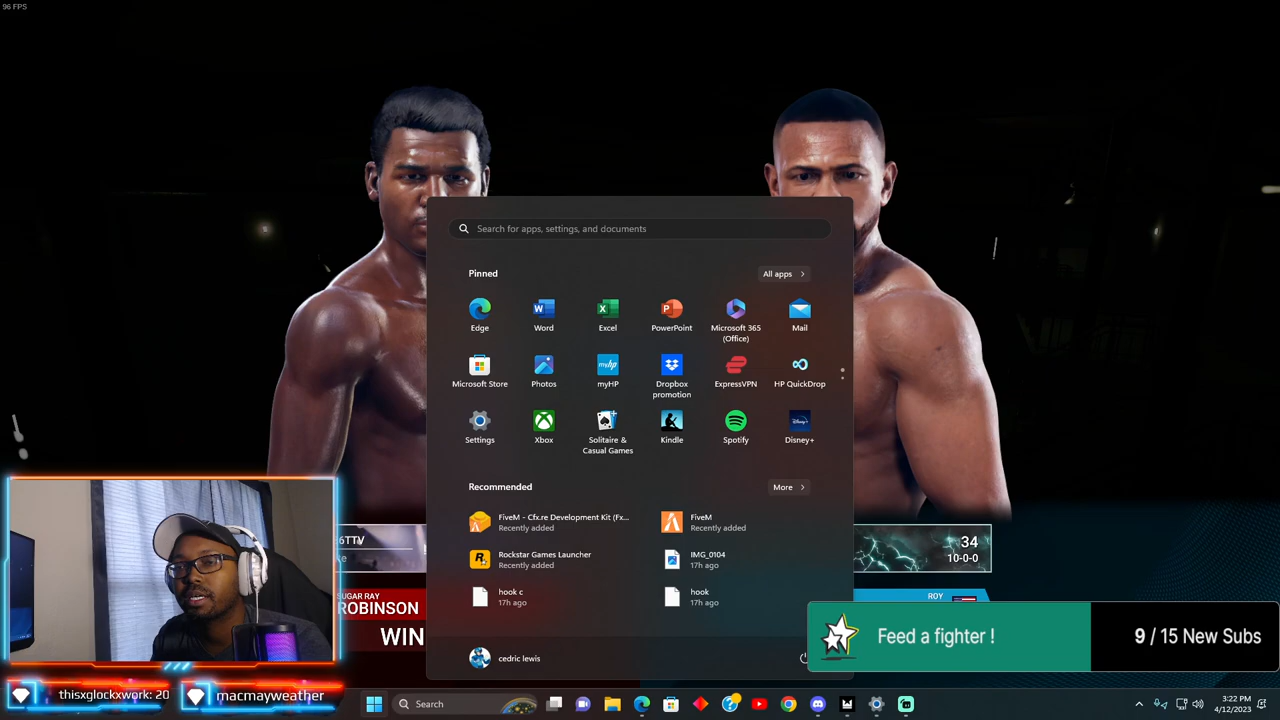 96 FPS
Search for apps, settings, and documents
Pinned
All apps
Edge
Word
Excel
PowerPoint
Microsoft 365
(Office)
Mail
Microsoft Store
Photos
myHP
Dropbox
promotion
ExpressVPN
HP QuickDrop
Settings
Xbox
Solitaire &
Casual Games
Kindle
Spotify
Disney+
Recommended
More
FiveM - Cfx.re Development Kit (Fx...
Recently added
FiveM
Recently added
Rockstar Games Launcher
Recently added
IMG_0104
17h ago
hook c
17h ago
hook
17h ago
cedric lewis
6TTV
34
10-0-0
SUGAR RAY
ROBINSON
WIN
ROY
Feed a fighter !
9 / 15 New Subs
thisxglockxwork: 20
macmayweather
Search
3:22 PM
4/12/2023